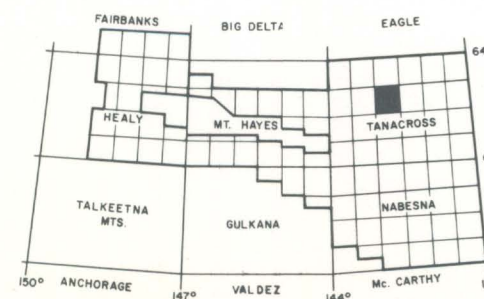 FAIRBANKS BIG DELTA EAGLE
64
HEALY MT. HAYES TANACROSS
TALKEETNA
MTS. GULKANA NABESNA
150° 147° 144°
ANCHORAGE VALDEZ Mc. CARTHY